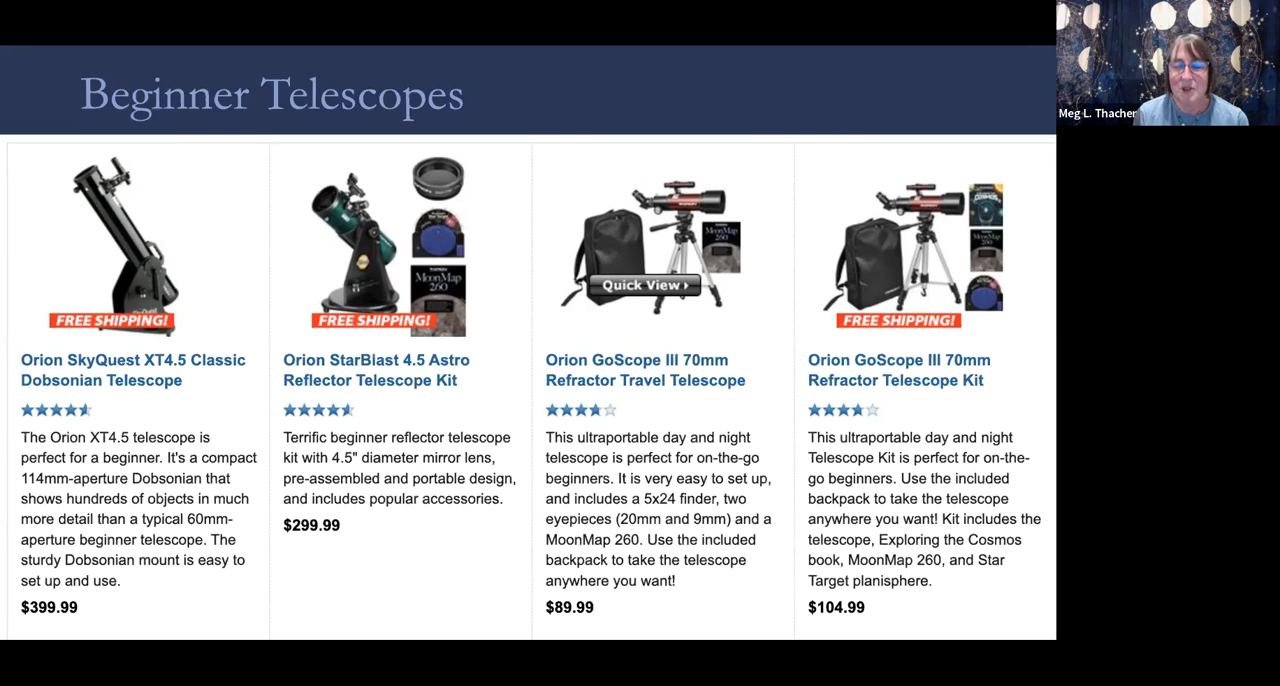 Beginner Telescopes
Meg L. Thacher
FREE SHIPPING!
MoonMap
260
FREE SHIPPING!
MoonMap
260
Quick View
COSMOS
MoonMap
260
FREE SHIPPING!
Orion SkyQuest XT4.5 Classic
Dobsonian Telescope
The Orion XT4.5 telescope is
perfect for a beginner. It's a compact
114mm-aperture Dobsonian that
shows hundreds of objects in much
more detail than a typical 60mm-
aperture beginner telescope. The
sturdy Dobsonian mount is easy to
set up and use.
$399.99
Orion StarBlast 4.5 Astro
Reflector Telescope Kit
Terrific beginner reflector telescope
kit with 4.5" diameter mirror lens,
pre-assembled and portable design,
and includes popular accessories.
$299.99
Orion GoScope III 70mm
Refractor Travel Telescope
This ultraportable day and night
telescope is perfect for on-the-go
beginners. It is very easy to set up,
and includes a 5x24 finder, two
eyepieces (20mm and 9mm) and a
MoonMap 260. Use the included
backpack to take the telescope
anywhere you want!
$89.99
Orion GoScope III 70mm
Refractor Telescope Kit
This ultraportable day and night
Telescope Kit is perfect for on-the-
go beginners. Use the included
backpack to take the telescope
anywhere you want! Kit includes the
telescope, Exploring the Cosmos
book, MoonMap 260, and Star
Target planisphere.
$104.99